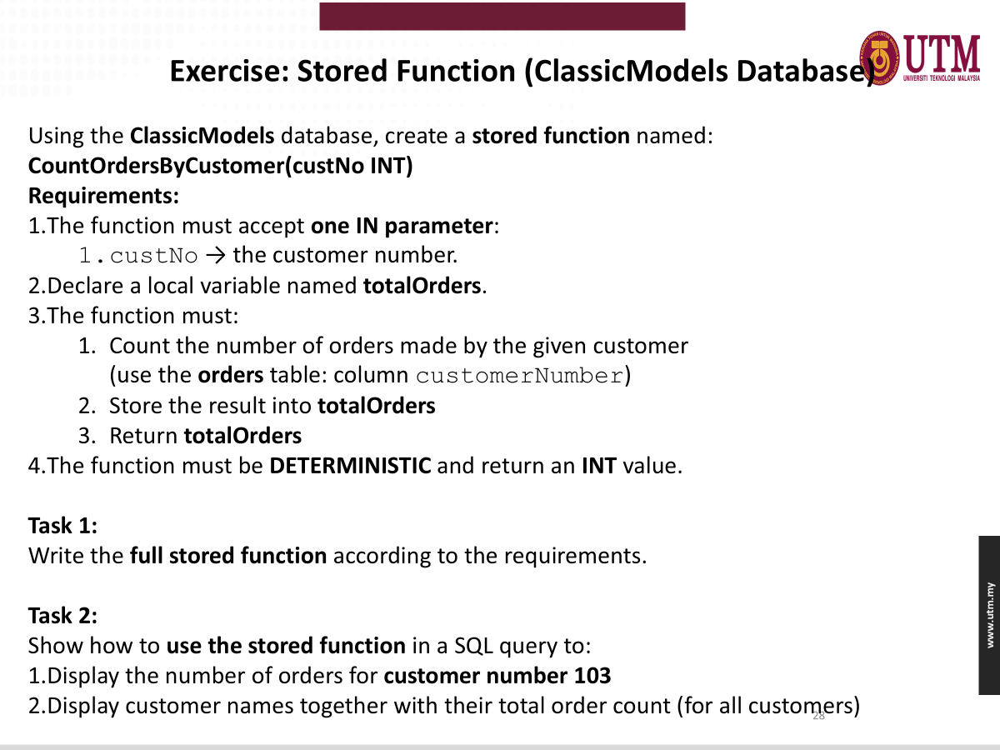 Exercise: Stored Function (ClassicModels Database)
UTM
UNIVERSITI TEKNOLOGI MALAYSIA
Using the ClassicModels database, create a stored function named:
CountOrdersByCustomer(custNo INT)
Requirements:
1.The function must accept one IN parameter:
1.custNo → the customer number.
2.Declare a local variable named totalOrders.
3.The function must:
1. Count the number of orders made by the given customer
(use the orders table: column customerNumber)
2. Store the result into totalOrders
3. Return totalOrders
4.The function must be DETERMINISTIC and return an INT value.
Task 1:
Write the full stored function according to the requirements.
Task 2:
Show how to use the stored function in a SQL query to:
1.Display the number of orders for customer number 103
2.Display customer names together with their total order count (for all customers)
28
www.utm.my